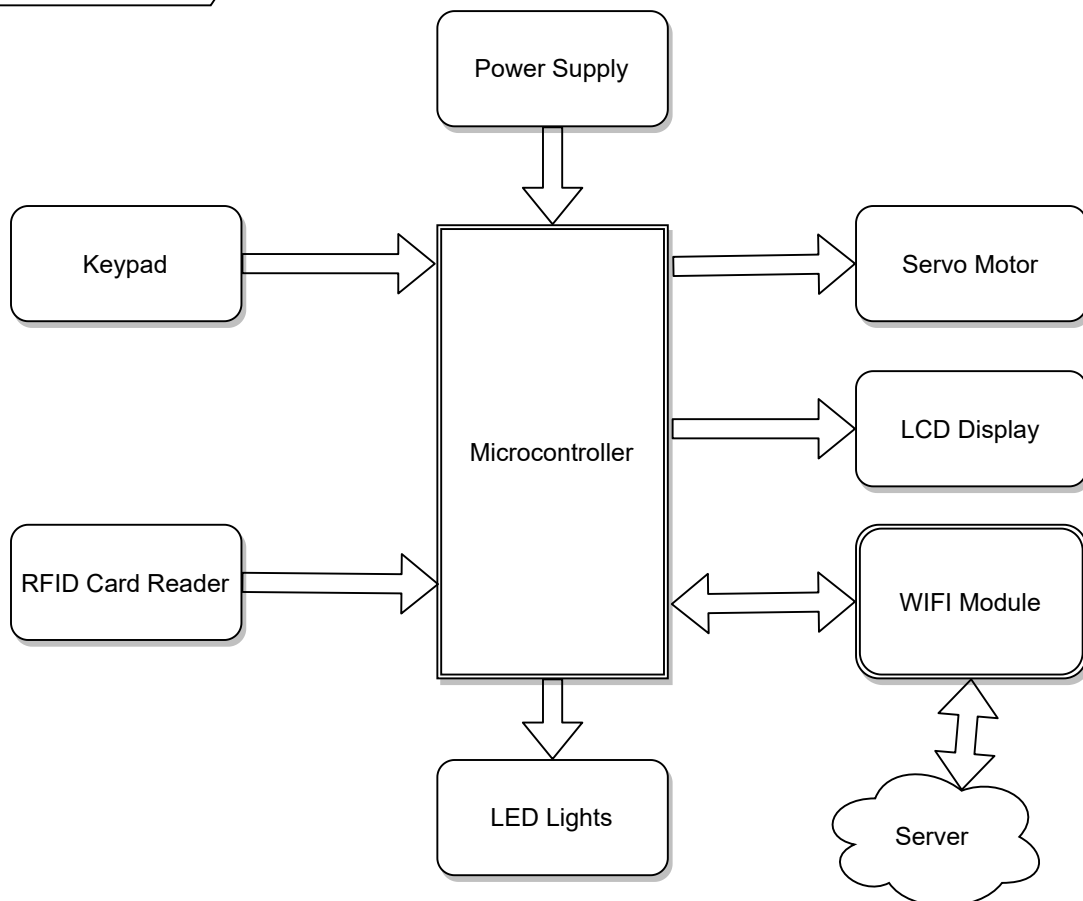 Power Supply
Keypad
Servo Motor
LCD Display
Microcontroller
RFID Card Reader
WIFI Module
LED Lights
Server